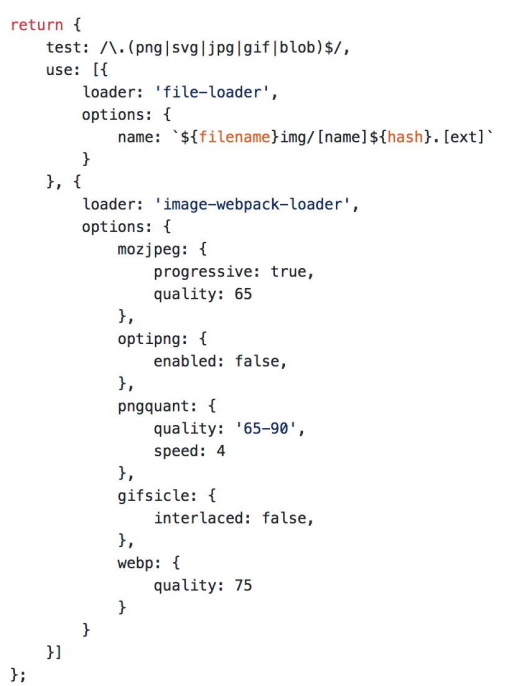 return {
    test: /\.(png|svg|jpg|gif|blob)$/,
    use: [{
        loader: 'file-loader',
        options: {
            name: `${filename}img/[name]${hash}.[ext]`
        }
    }, {
        loader: 'image-webpack-loader',
        options: {
            mozjpeg: {
                progressive: true,
                quality: 65
            },
            optipng: {
                enabled: false,
            },
            pngquant: {
                quality: '65-90',
                speed: 4
            },
            gifsicle: {
                interlaced: false,
            },
            webp: {
                quality: 75
            }
        }
    }]
};